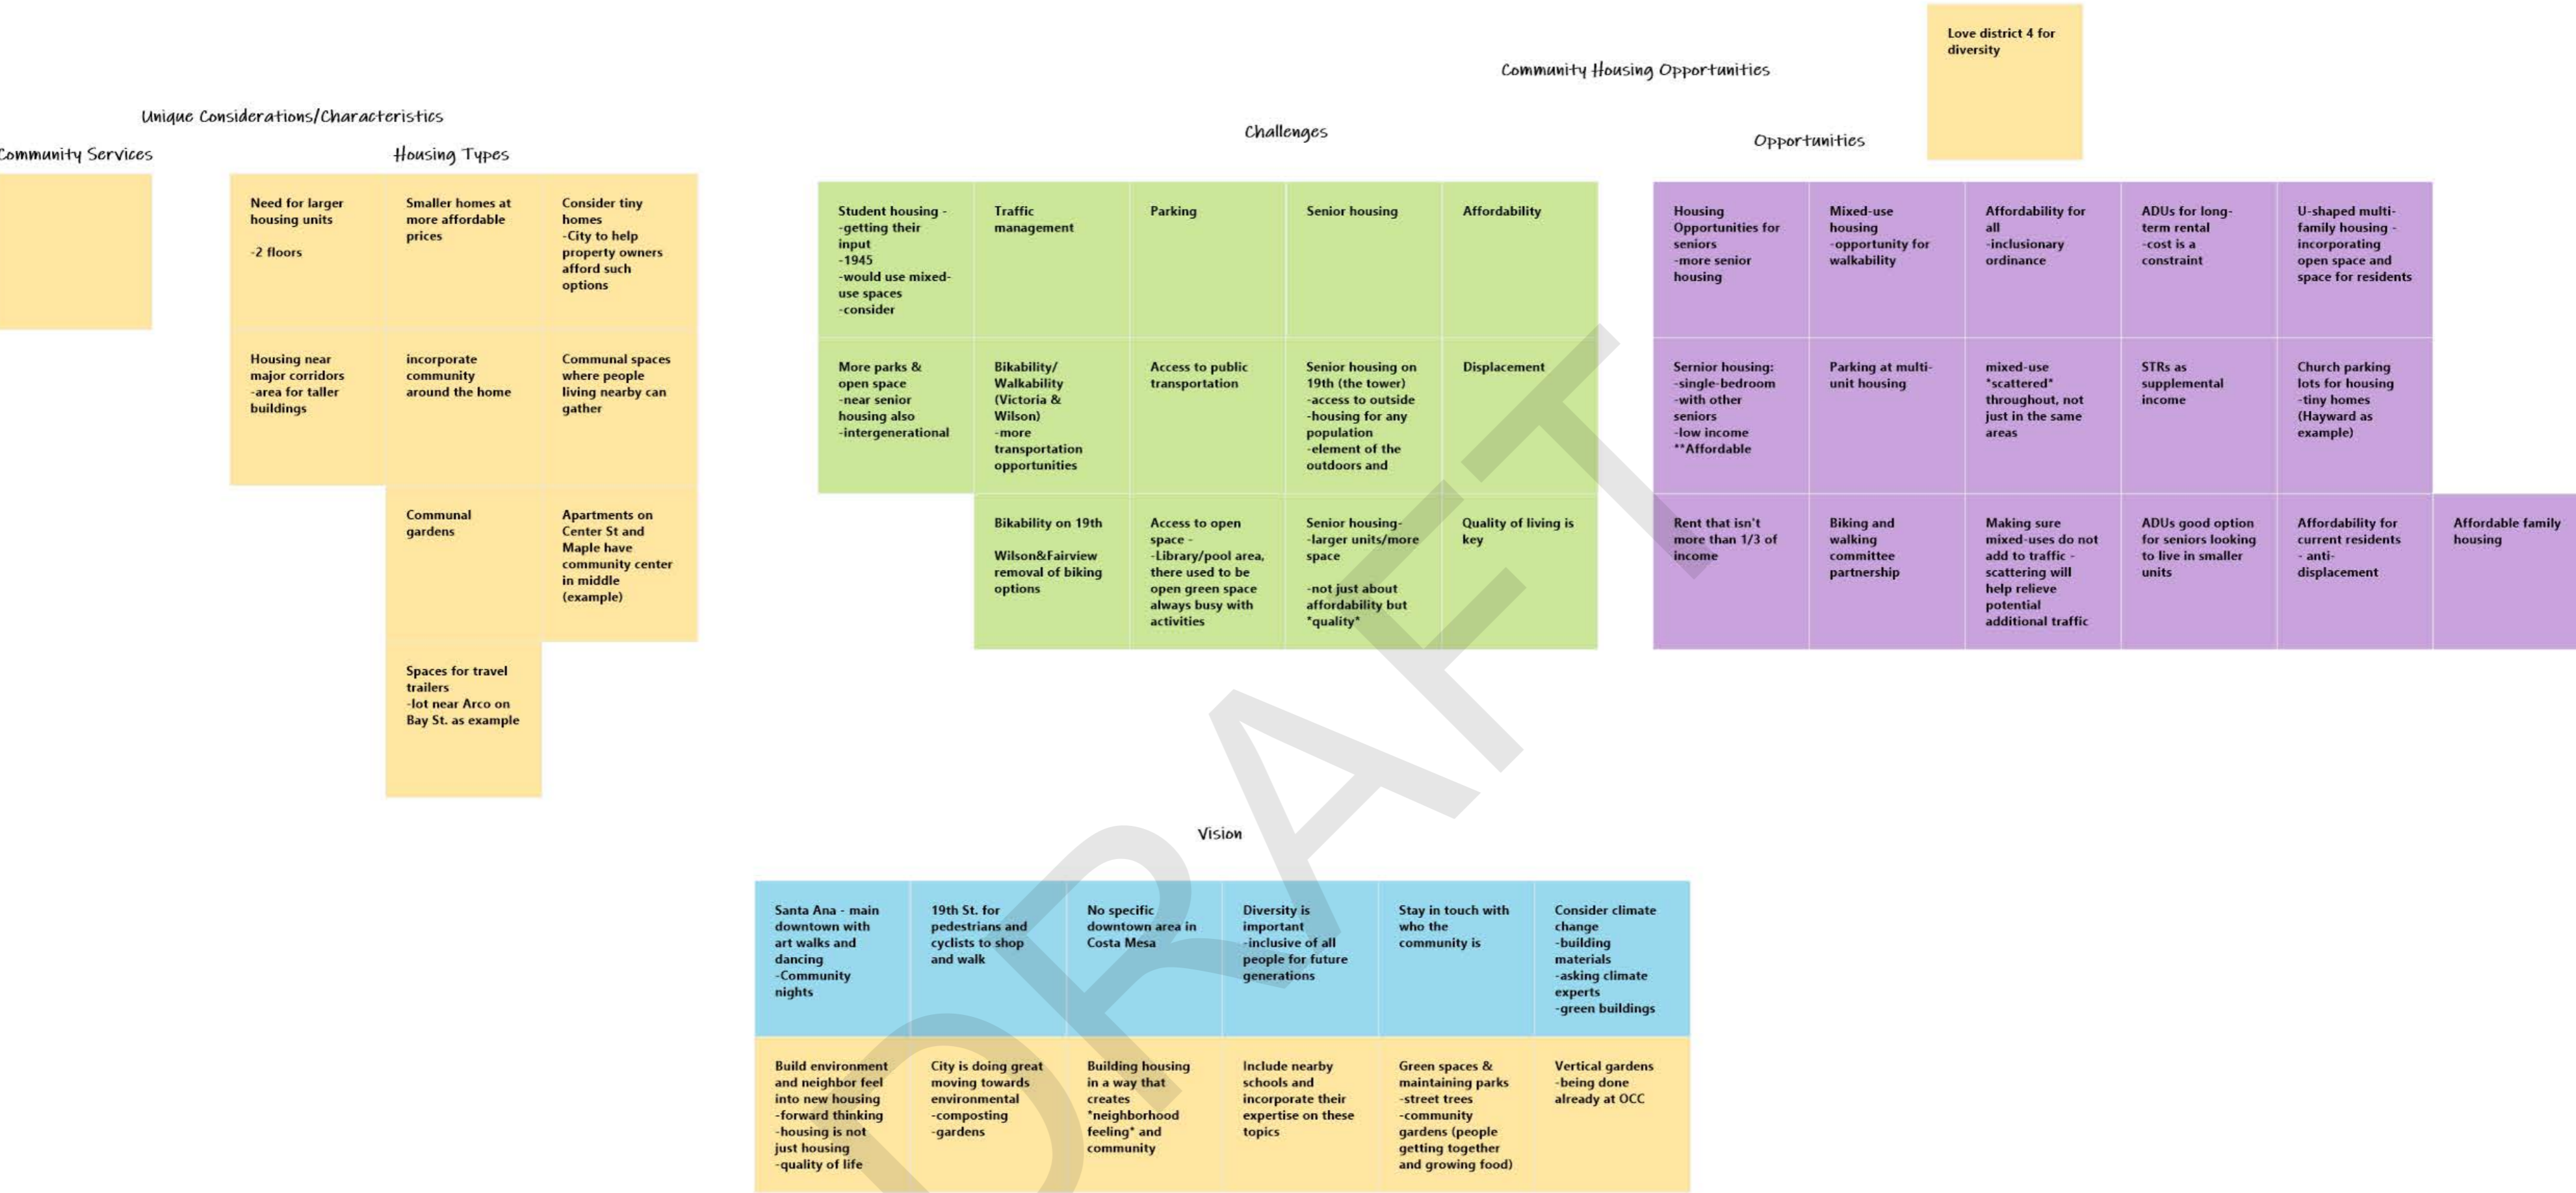 Love district 4 for
diversity
Community Housing Opportunities
Unique Considerations/Characteristics
Challenges
Opportunities
Community Services
Housing Types
Need for larger
housing units
-2 floors
Smaller homes at
more affordable
prices
Consider tiny
homes
-City to help
property owners
afford such
options
Housing near
major corridors
-area for taller
buildings
incorporate
community
around the home
Communal spaces
where people
living nearby can
gather
Communal
gardens
Apartments on
Center St and
Maple have
community center
in middle
(example)
Spaces for travel
trailers
-lot near Arco on
Bay St. as example
Student housing -
-getting their
input
-1945
-would use mixed-
use spaces
-consider
Traffic
management
Parking
Senior housing
Affordability
More parks &
open space
-near senior
housing also
-intergenerational
Bikability/
Walkability
(Victoria &
Wilson)
-more
transportation
opportunities
Access to public
transportation
Senior housing on
19th (the tower)
-access to outside
-housing for any
population
-element of the
outdoors and
Displacement
Bikability on 19th
Wilson&Fairview
removal of biking
options
Access to open
space -
-Library/pool area,
there used to be
open green space
always busy with
activities
Senior housing-
-larger units/more
space
-not just about
affordability but
*quality*
Quality of living is
key
Housing
Opportunities for
seniors
-more senior
housing
Mixed-use
housing
-opportunity for
walkability
Affordability for
all
-inclusionary
ordinance
ADUs for long-
term rental
-cost is a
constraint
U-shaped multi-
family housing -
incorporating
open space and
space for residents
Sernior housing:
-single-bedroom
-with other
seniors
-low income
**Affordable
Parking at multi-
unit housing
mixed-use
*scattered*
throughout, not
just in the same
areas
STRs as
supplemental
income
Church parking
lots for housing
-tiny homes
(Hayward as
example)
Rent that isn't
more than 1/3 of
income
Biking and
walking
committee
partnership
Making sure
mixed-uses do not
add to traffic -
scattering will
help relieve
potential
additional traffic
ADUs good option
for seniors looking
to live in smaller
units
Affordability for
current residents
- anti-
displacement
Affordable family
housing
Vision
Santa Ana - main
downtown with
art walks and
dancing
-Community
nights
19th St. for
pedestrians and
cyclists to shop
and walk
No specific
downtown area in
Costa Mesa
Diversity is
important
-inclusive of all
people for future
generations
Stay in touch with
who the
community is
Consider climate
change
-building
materials
-asking climate
experts
-green buildings
Build environment
and neighbor feel
into new housing
-forward thinking
-housing is not
just housing
-quality of life
City is doing great
moving towards
environmental
-composting
-gardens
Building housing
in a way that
creates
*neighborhood
feeling* and
community
Include nearby
schools and
incorporate their
expertise on these
topics
Green spaces &
maintaining parks
-street trees
-community
gardens (people
getting together
and growing food)
Vertical gardens
-being done
already at OCC
DRAFT